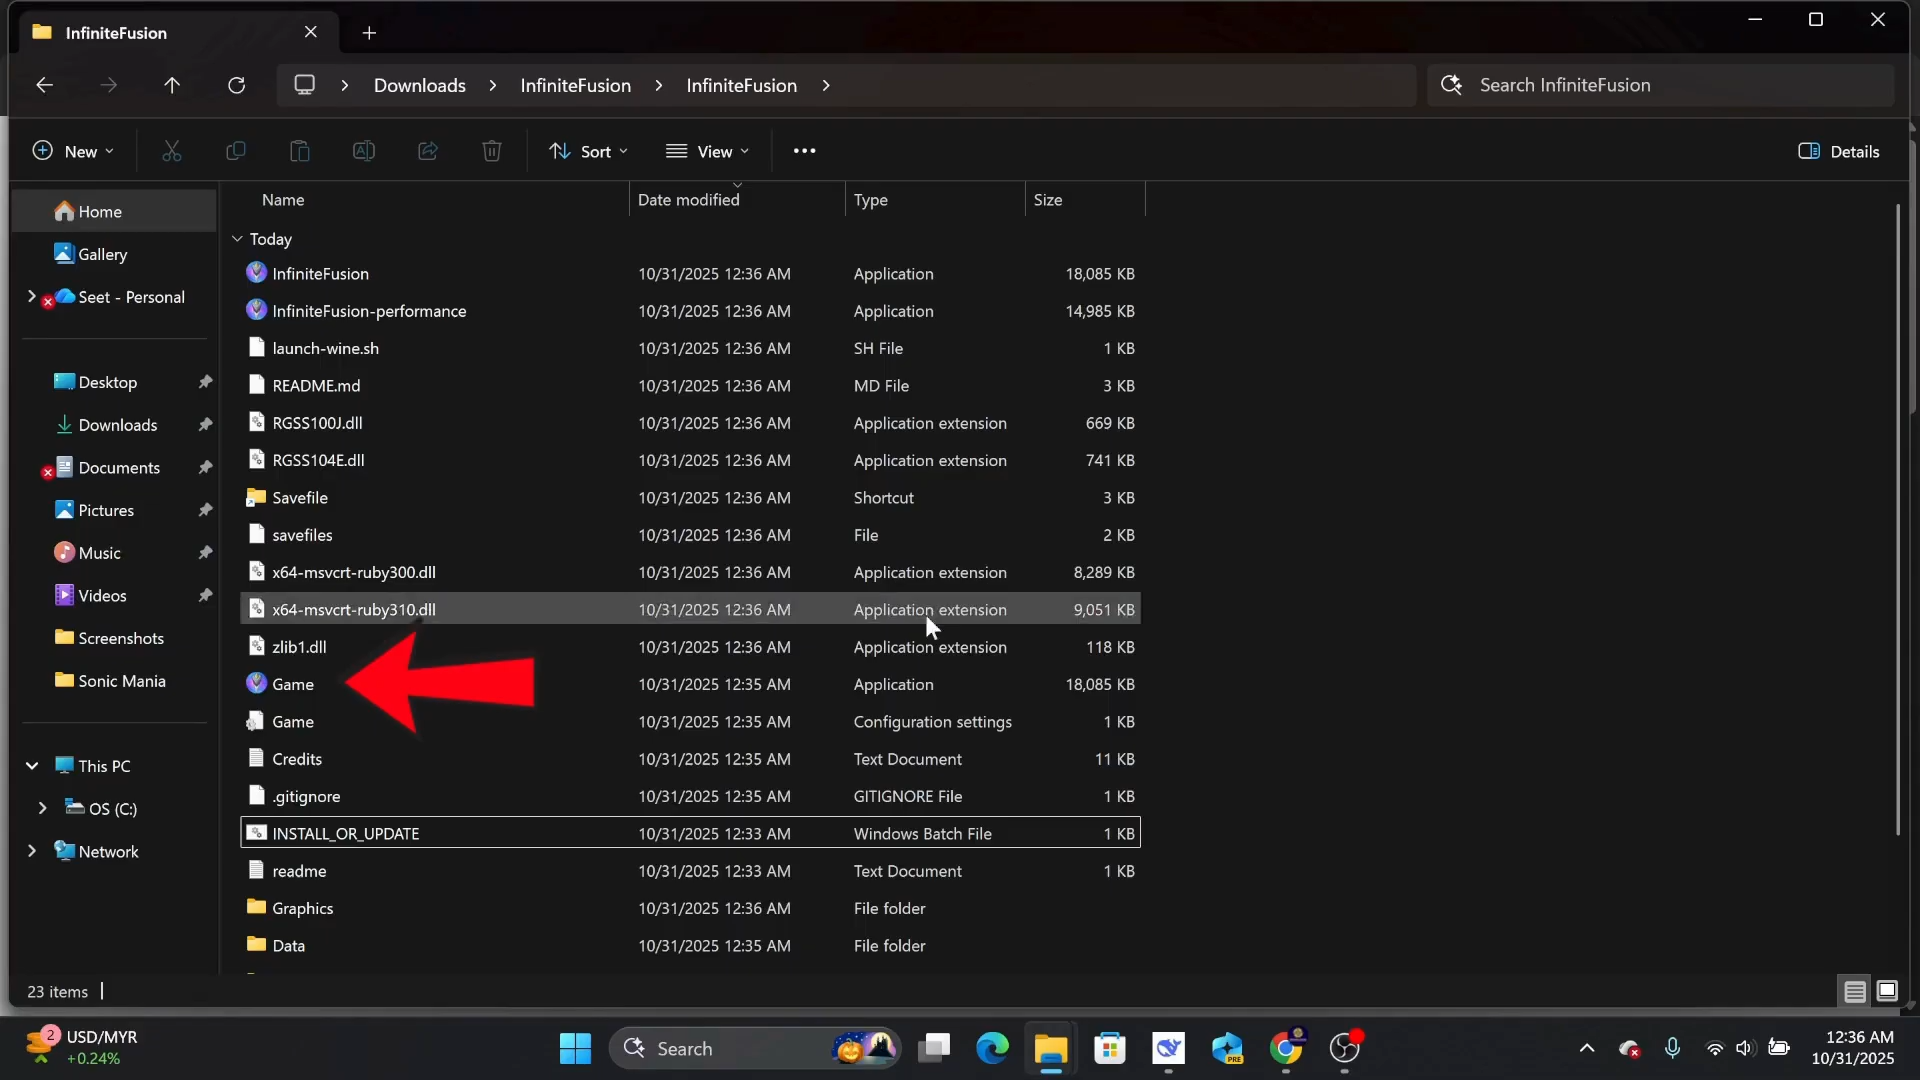 InfiniteFusion
Downloads InfiniteFusion InfiniteFusion
Search InfiniteFusion
New
Sort
View
Details
Name
Date modified
Type
Size
Home
Gallery
Seet - Personal
Desktop
Downloads
Documents
Pictures
Music
Videos
Screenshots
Sonic Mania
This PC
OS (C:)
Network
Today
InfiniteFusion 10/31/2025 12:36 AM Application 18,085 KB
InfiniteFusion-performance 10/31/2025 12:36 AM Application 14,985 KB
launch-wine.sh 10/31/2025 12:36 AM SH File 1 KB
README.md 10/31/2025 12:36 AM MD File 3 KB
RGSS100J.dll 10/31/2025 12:36 AM Application extension 669 KB
RGSS104E.dll 10/31/2025 12:36 AM Application extension 741 KB
Savefile 10/31/2025 12:36 AM Shortcut 3 KB
savefiles 10/31/2025 12:36 AM File 2 KB
x64-msvcrt-ruby300.dll 10/31/2025 12:36 AM Application extension 8,289 KB
x64-msvcrt-ruby310.dll 10/31/2025 12:36 AM Application extension 9,051 KB
zlib1.dll 10/31/2025 12:36 AM Application extension 118 KB
Game 10/31/2025 12:35 AM Application 18,085 KB
Game 10/31/2025 12:35 AM Configuration settings 1 KB
Credits 10/31/2025 12:35 AM Text Document 11 KB
.gitignore 10/31/2025 12:35 AM GITIGNORE File 1 KB
INSTALL_OR_UPDATE 10/31/2025 12:33 AM Windows Batch File 1 KB
readme 10/31/2025 12:33 AM Text Document 1 KB
Graphics 10/31/2025 12:36 AM File folder
Data 10/31/2025 12:35 AM File folder
23 items
2
USD/MYR
+0.24%
Search
PRE
12:36 AM
10/31/2025